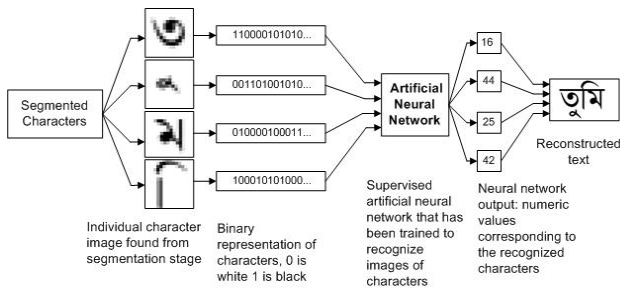 Segmented
Characters
ত
ু
ম
ি
110000101010...
001101001010...
010000100011...
100010101000...
Artificial
Neural
Network
16
44
25
42
তুমি
Reconstructed
text
Individual character
image found from
segmentation stage
Binary
representation of
characters, 0 is
white 1 is black
Supervised
artificial neural
network that has
been trained to
recognize
images of
characters
Neural network
output: numeric
values
corresponding to
the recognized
characters